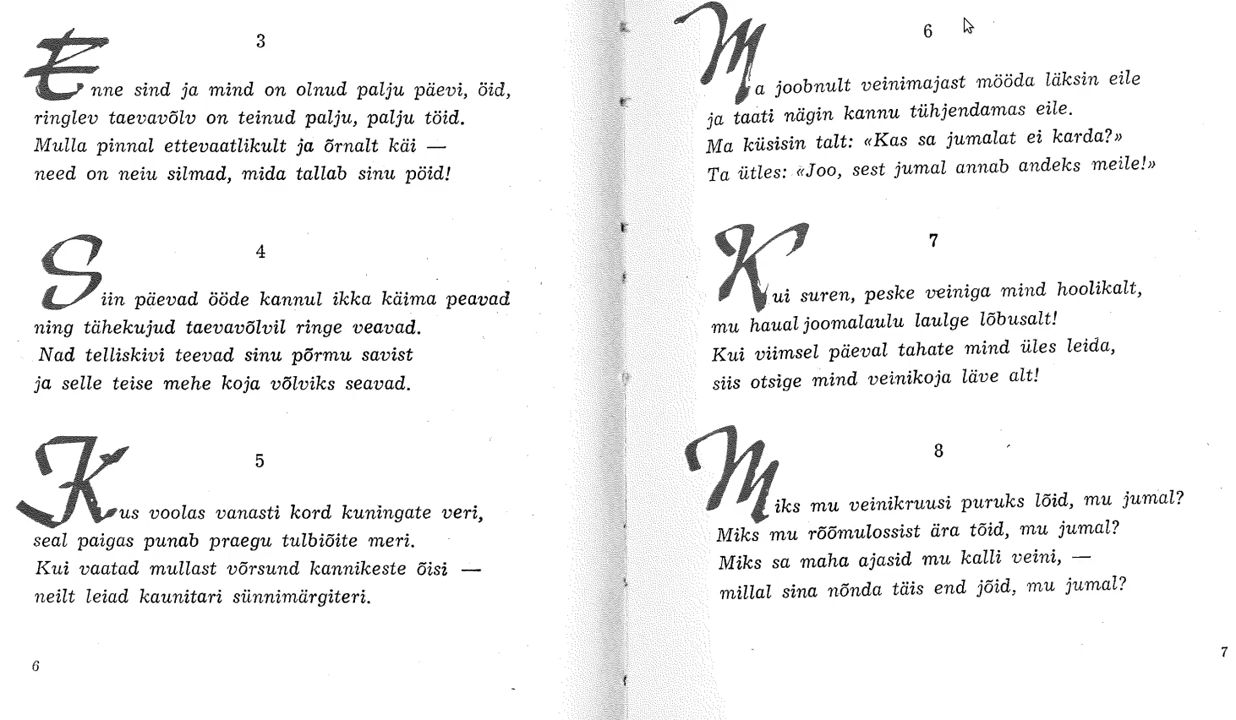 3
Enne sind ja mind on olnud palju päevi, öid,
ringlev taevavõlv on teinud palju, palju töid.
Mulla pinnal ettevaatlikult ja õrnalt käi —
need on neiu silmad, mida tallab sinu pöid!
4
Siin päevad ööde kannul ikka käima peavad
ning tähekujud taevavõlvil ringe veavad.
Nad telliskivi teevad sinu põrmu savist
ja selle teise mehe koja võlviks seavad.
5
Kus voolas vanasti kord kuningate veri,
seal paigas punab praegu tulbiõite meri.
Kui vaatad mullast võrsund kannikeste õisi —
neilt leiad kaunitari sünnimärgiteri.
6
6
Ma joobnult veinimajast mööda läksin eile
ja taati nägin kannu tühjendamas eile.
Ma küsisin talt: «Kas sa jumalat ei karda?»
Ta ütles: «Joo, sest jumal annab andeks meile!»
7
Kui suren, peske veiniga mind hoolikalt,
mu haual joomalaulu laulge lõbusalt!
Kui viimsel päeval tahate mind üles leida,
siis otsige mind veinikoja läve alt!
8
Miks mu veinikruusi puruks lõid, mu jumal?
Miks mu rõõmulossist ära tõid, mu jumal?
Miks sa maha ajasid mu kalli veini, —
millal sina nõnda täis end jõid, mu jumal?
7